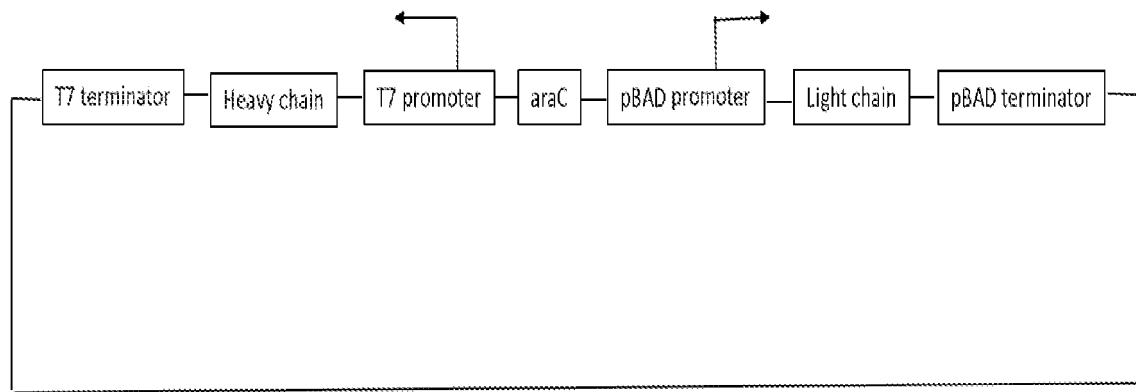 T7 terminator
Heavy chain
T7 promoter
araC
pBAD promoter
Light chain
pBAD terminator